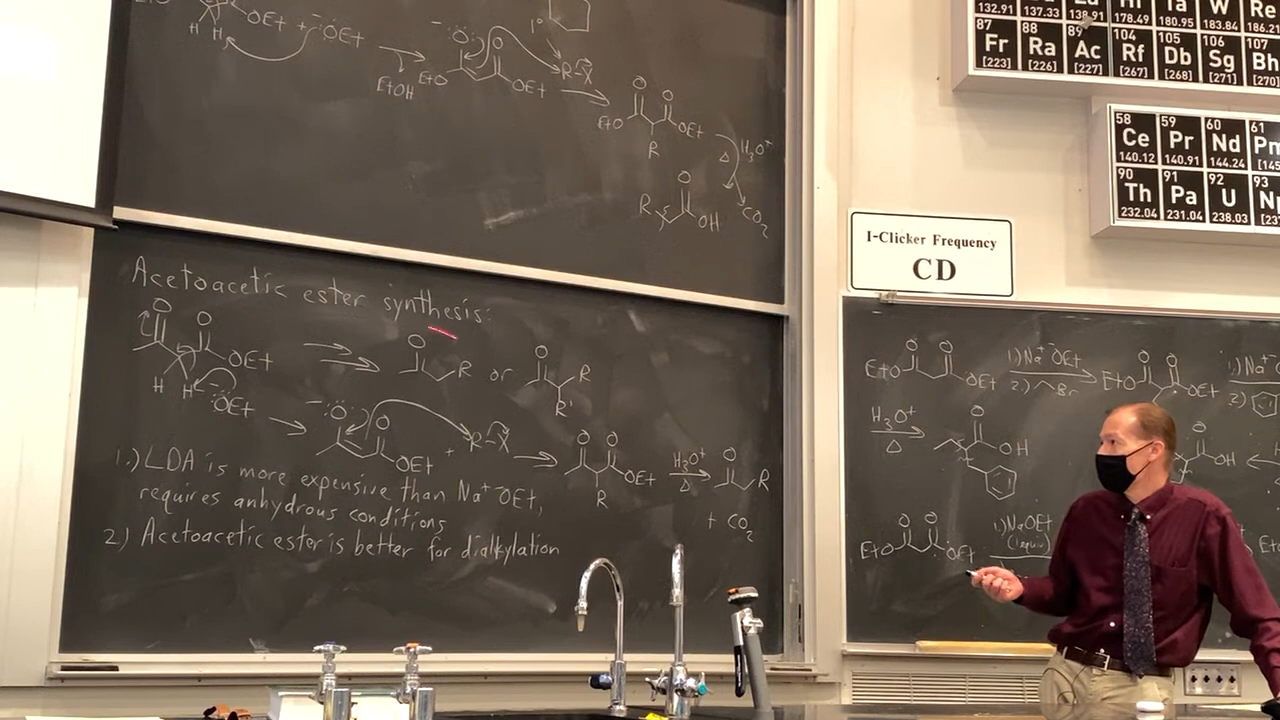 OEt + ⁻:ÖEt
H H
EtOH
⁻:Ö: O
EtO OEt
1°
R-X
O O
EtO OEt
R
H₃O⁺
Δ
O
R OH
CO₂
Acetoacetic ester synthesis:
O O
OEt
H H
⁻:ÖEt
O
R or
O
R
R'
⁻:Ö: O
OEt + R-X
O O
OEt
R
H₃O⁺
Δ
O
R
+ CO₂
1.) LDA is more expensive than Na⁺⁻OEt,
requires anhydrous conditions
2) Acetoacetic ester is better for dialkylation
132.91 137.33 138.91 178.49 180.95 183.84 186.21
Ta W Re
87 88 89 104 105 106 107
Fr Ra Ac Rf Db Sg Bh
[223] [226] [227] [267] [268] [271] [270]
58 59 60 61
Ce Pr Nd
140.12 140.91 144.24
90 91 92 93
Th Pa U
232.04 231.04 238.03
I-Clicker Frequency
CD
O O
EtO OEt
1.) Na⁺⁻OEt
2.) Br
O O
EtO OEt
1.) Na⁺
2)
H₃O⁺
Δ
O
OH
O
OH
O O
EtO OEt
1.) NaOEt
(1 equiv)